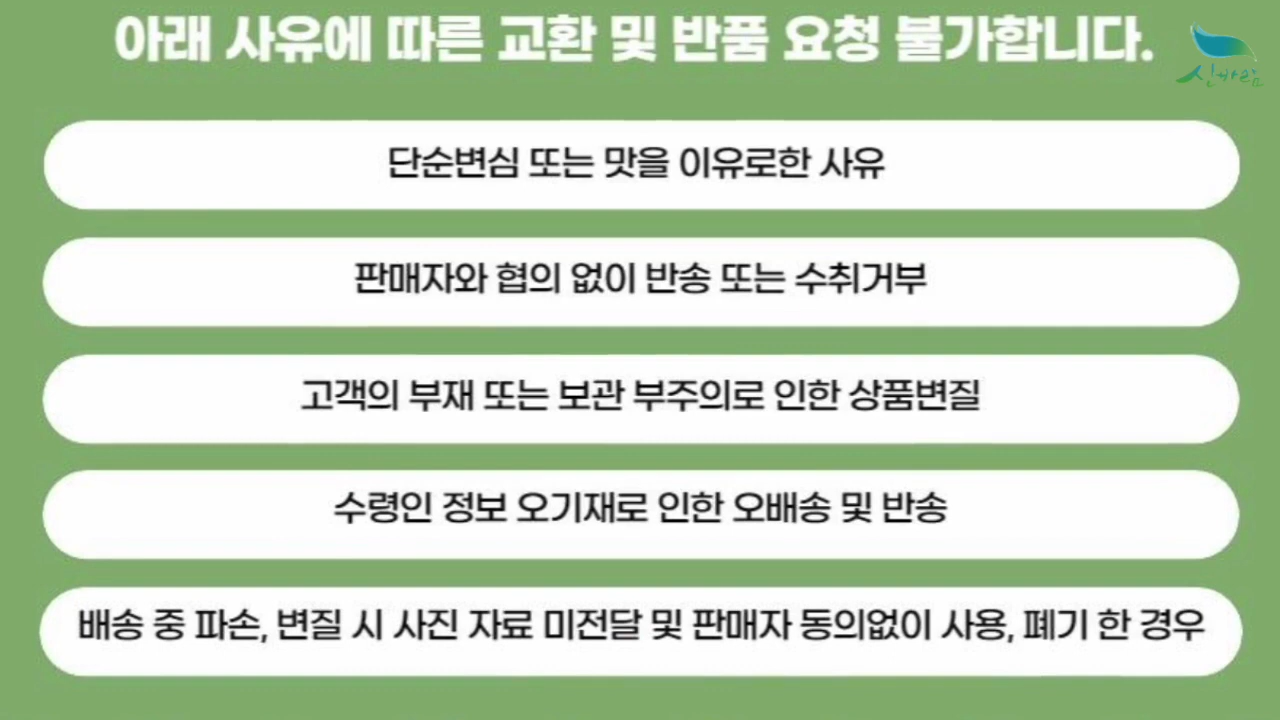 아래 사유에 따른 교환 및 반품 요청 불가합니다.
신바람
단순변심 또는 맛을 이유로한 사유
판매자와 협의 없이 반송 또는 수취거부
고객의 부재 또는 보관 부주의로 인한 상품변질
수령인 정보 오기재로 인한 오배송 및 반송
배송 중 파손, 변질 시 사진 자료 미전달 및 판매자 동의없이 사용, 폐기 한 경우